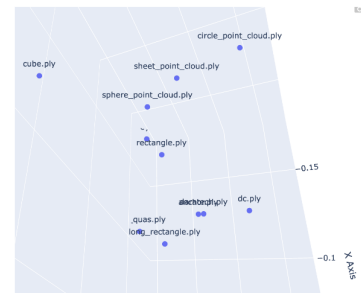 circle_point_cloud.ply
cube.ply
sheet_point_cloud.ply
sphere_point_cloud.ply
rectangle.ply
−0.15
dc.ply
quas.ply
long_rectangle.ply
−0.1
X Axis